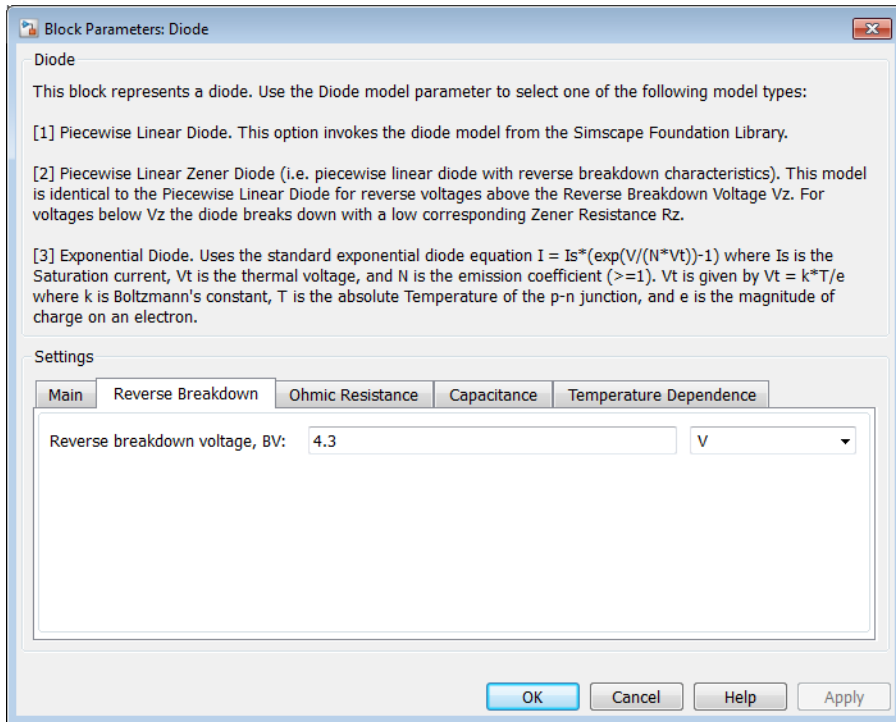 Block Parameters: Diode
Diode
This block represents a diode. Use the Diode model parameter to select one of the following model types:
[1] Piecewise Linear Diode. This option invokes the diode model from the Simscape Foundation Library.
[2] Piecewise Linear Zener Diode (i.e. piecewise linear diode with reverse breakdown characteristics). This model
is identical to the Piecewise Linear Diode for reverse voltages above the Reverse Breakdown Voltage Vz. For
voltages below Vz the diode breaks down with a low corresponding Zener Resistance Rz.
[3] Exponential Diode. Uses the standard exponential diode equation I = Is*(exp(V/(N*Vt))-1) where Is is the
Saturation current, Vt is the thermal voltage, and N is the emission coefficient (>=1). Vt is given by Vt = k*T/e
where k is Boltzmann's constant, T is the absolute Temperature of the p-n junction, and e is the magnitude of
charge on an electron.
Settings
Main Reverse Breakdown Ohmic Resistance Capacitance Temperature Dependence
Reverse breakdown voltage, BV: 4.3 V
OK Cancel Help Apply